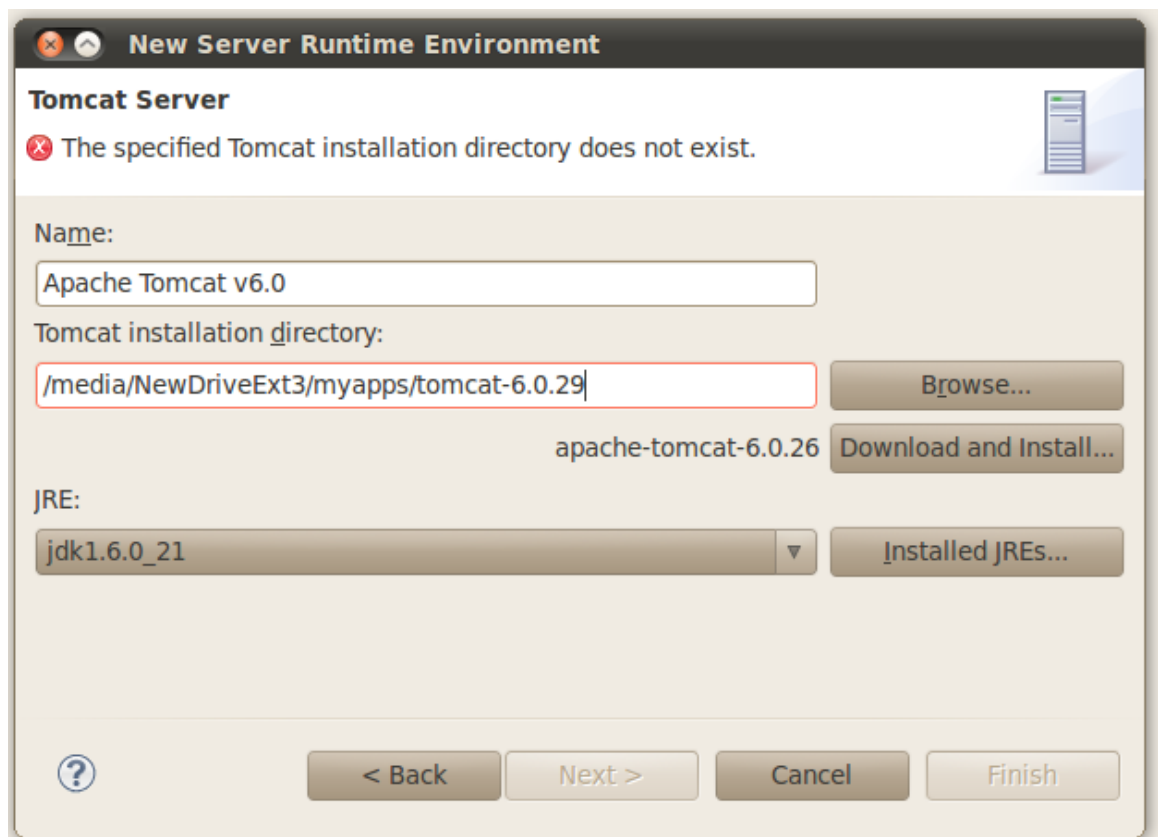 New Server Runtime Environment
Tomcat Server
The specified Tomcat installation directory does not exist.
Name:
Apache Tomcat v6.0
Tomcat installation directory:
/media/NewDriveExt3/myapps/tomcat-6.0.29
Browse...
apache-tomcat-6.0.26 Download and Install...
JRE:
jdk1.6.0_21
Installed JREs...
? < Back Next > Cancel Finish